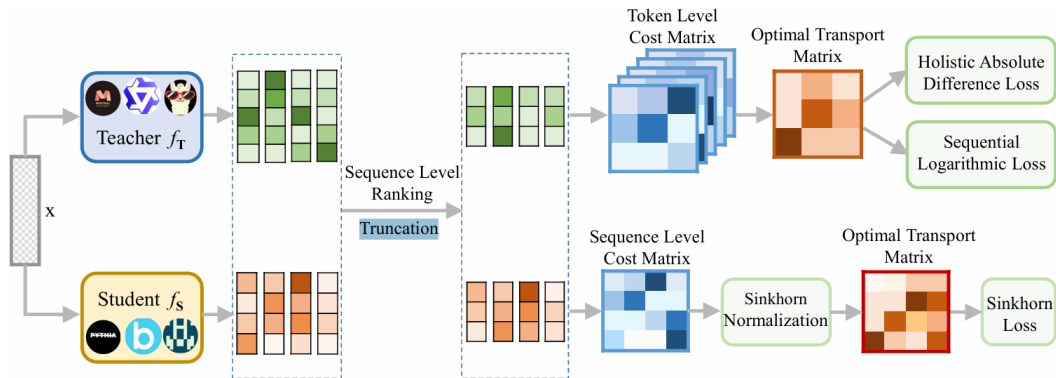 Token Level
Cost Matrix
Optimal Transport
Matrix
Holistic Absolute
Difference Loss
Teacher f_T
Sequential
Logarithmic Loss
Sequence Level
Ranking
Truncation
x
Sequence Level
Cost Matrix
Optimal Transport
Matrix
Student f_S
PYTHIA
Sinkhorn
Normalization
Sinkhorn
Loss